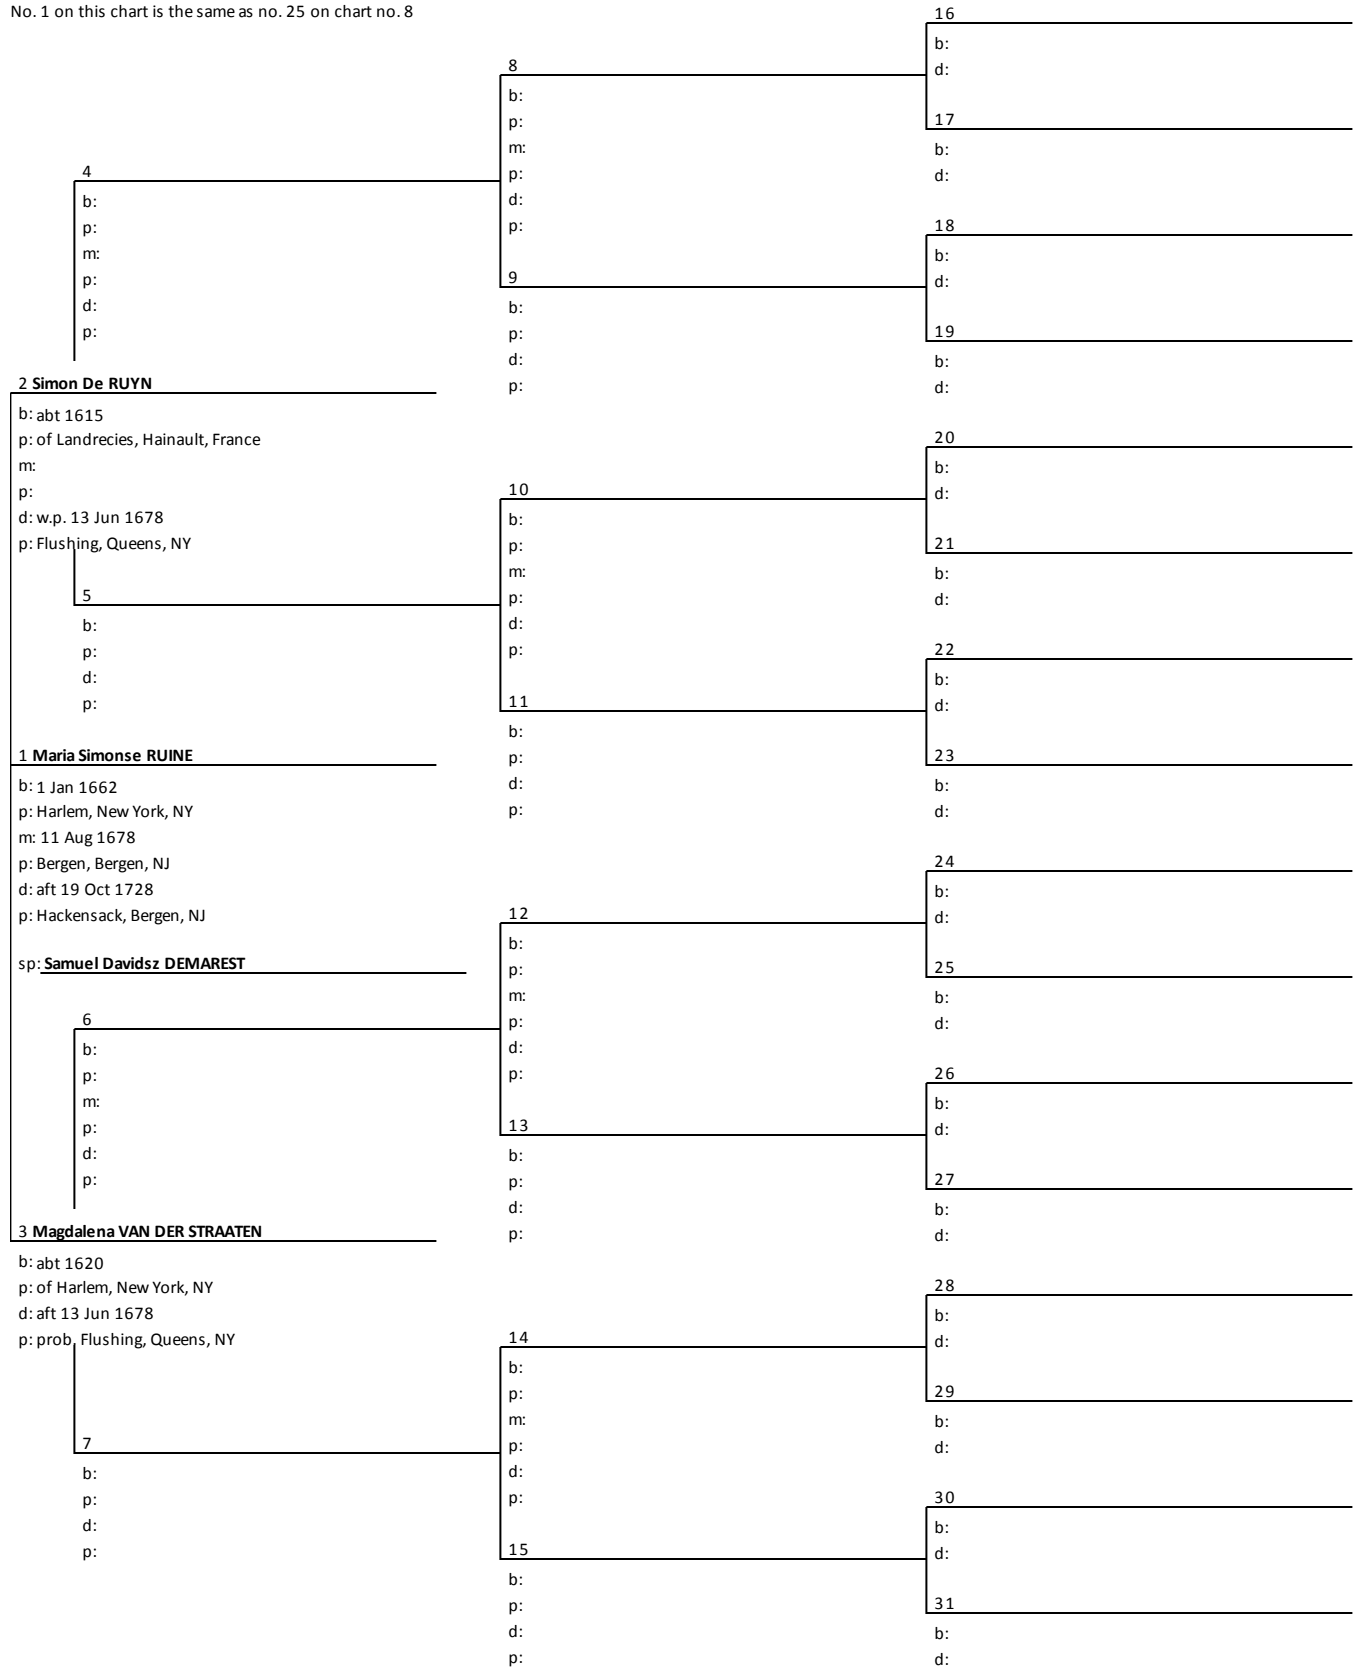 No. 1 on this chart is the same as no. 25 on chart no. 8
4
b:
p:
m:
p:
d:
p:
2 Simon De RUYN
b: abt 1615
p: of Landrecies, Hainault, France
m:
p:
d: w.p. 13 Jun 1678
p: Flushing, Queens, NY
5
b:
p:
d:
p:
1 Maria Simonse RUINE
b: 1 Jan 1662
p: Harlem, New York, NY
m: 11 Aug 1678
p: Bergen, Bergen, NJ
d: aft 19 Oct 1728
p: Hackensack, Bergen, NJ
sp: Samuel Davidsz DEMAREST
6
b:
p:
m:
p:
d:
p:
3 Magdalena VAN DER STRAATEN
b: abt 1620
p: of Harlem, New York, NY
d: aft 13 Jun 1678
p: prob. Flushing, Queens, NY
7
b:
p:
d:
p:
8
b:
p:
m:
p:
d:
p:
9
b:
p:
d:
p:
10
b:
p:
m:
p:
d:
p:
11
b:
p:
d:
p:
12
b:
p:
m:
p:
d:
p:
13
b:
p:
d:
p:
14
b:
p:
m:
p:
d:
p:
15
b:
p:
d:
p:
16
b:
d:
17
b:
d:
18
b:
d:
19
b:
d:
20
b:
d:
21
b:
d:
22
b:
d:
23
b:
d:
24
b:
d:
25
b:
d:
26
b:
d:
27
b:
d:
28
b:
d:
29
b:
d:
30
b:
d:
31
b:
d: